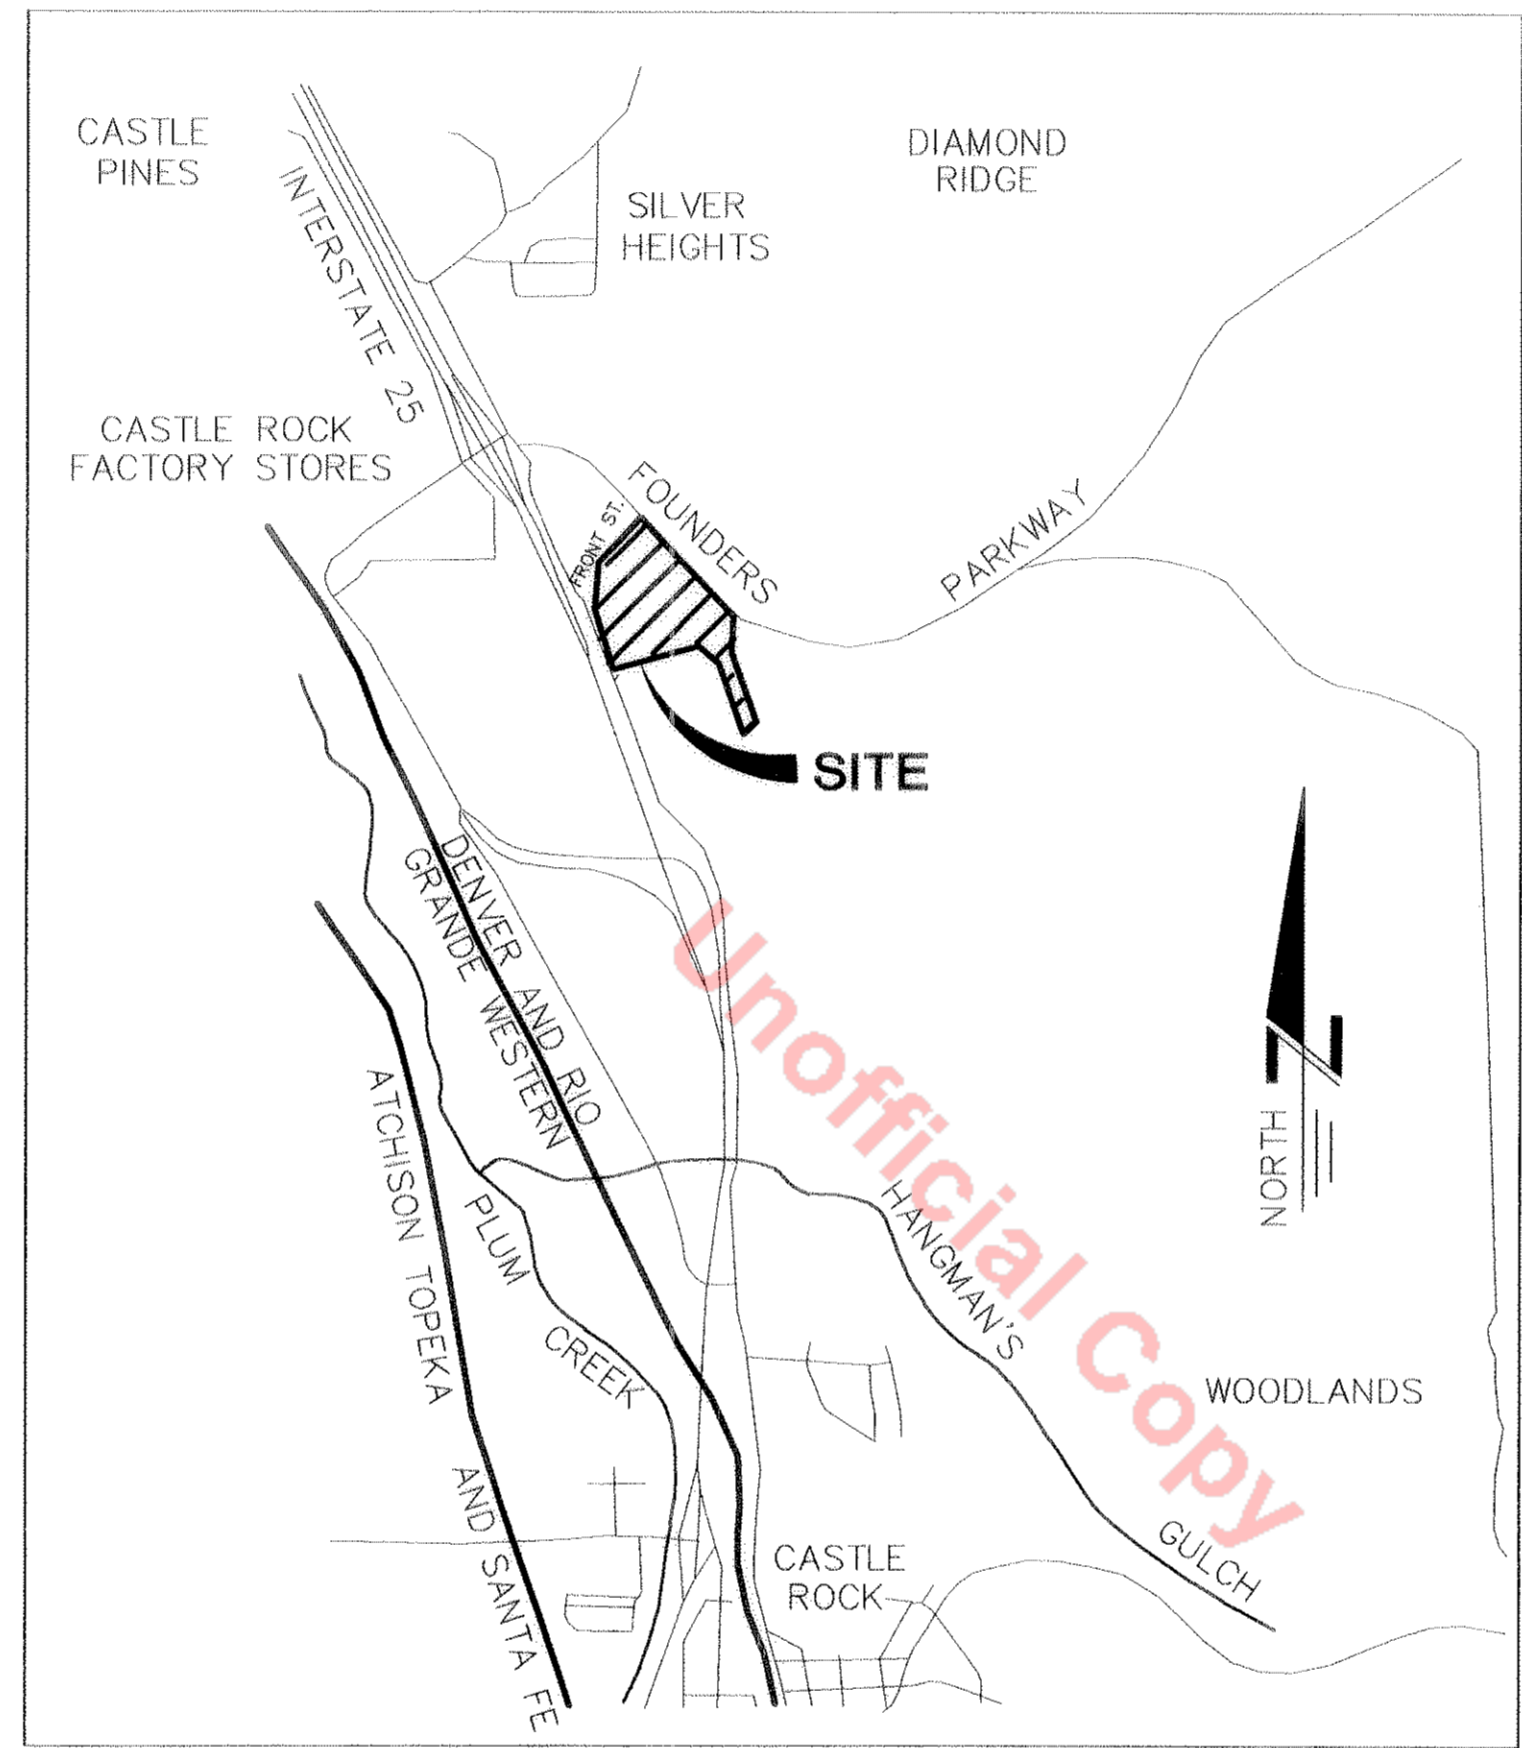 CASTLE
PINES
DIAMOND
RIDGE
SILVER
HEIGHTS
INTERSTATE 25
CASTLE ROCK
FACTORY STORES
FOUNDERS
PARKWAY
FRONT ST.
SITE
DENVER AND RIO
GRANDE WESTERN
Unofficial Copy
NORTH
ATCHISON TOPEKA AND SANTA FE
PLUM CREEK
HANGMAN'S GULCH
WOODLANDS
CASTLE
ROCK